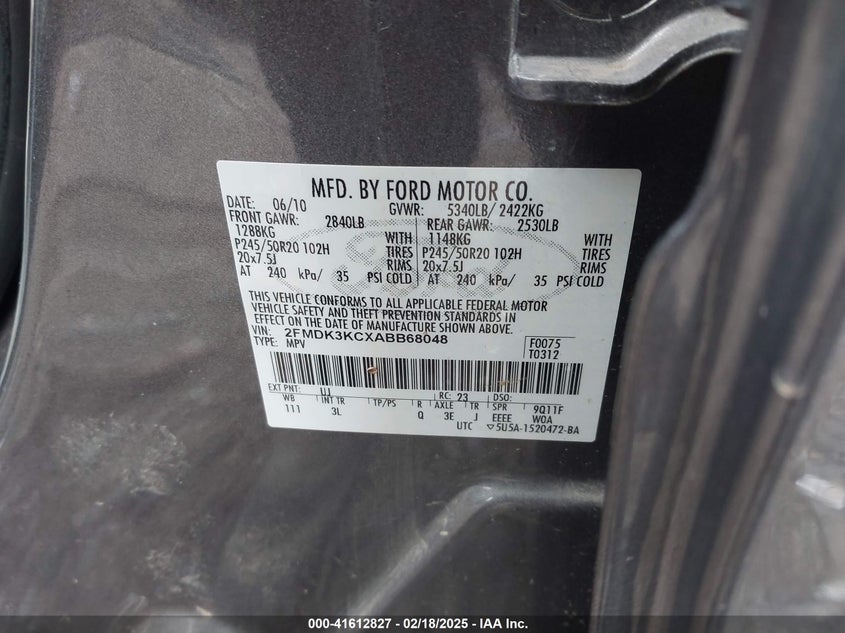 MFD. BY FORD MOTOR CO.
DATE: 06/10 GVWR: 5340LB/ 2422KG
FRONT GAWR: 2840LB REAR GAWR: 2530LB
1288KG WITH 1148KG WITH
P245/50R20 102H TIRES P245/50R20 102H TIRES
20x7.5J RIMS 20x7.5J RIMS
AT 240 kPa/ 35 PSI COLD AT 240 kPa/ 35 PSI COLD
THIS VEHICLE CONFORMS TO ALL APPLICABLE FEDERAL MOTOR
VEHICLE SAFETY AND THEFT PREVENTION STANDARDS IN
EFFECT ON THE DATE OF MANUFACTURE SHOWN ABOVE.
VIN: 2FMDK3KCXABB68048 F0075
TYPE: MPV T0312
EXT PNT: UJ RC: 23 DSO:
WB INT TR TP/PS R AXLE TR SPR 9Q11F
111 3L Q 3E J EEEE WOA
UTC ▽5U5A-1520472-BA
000-41612827 - 02/18/2025 - IAA Inc.